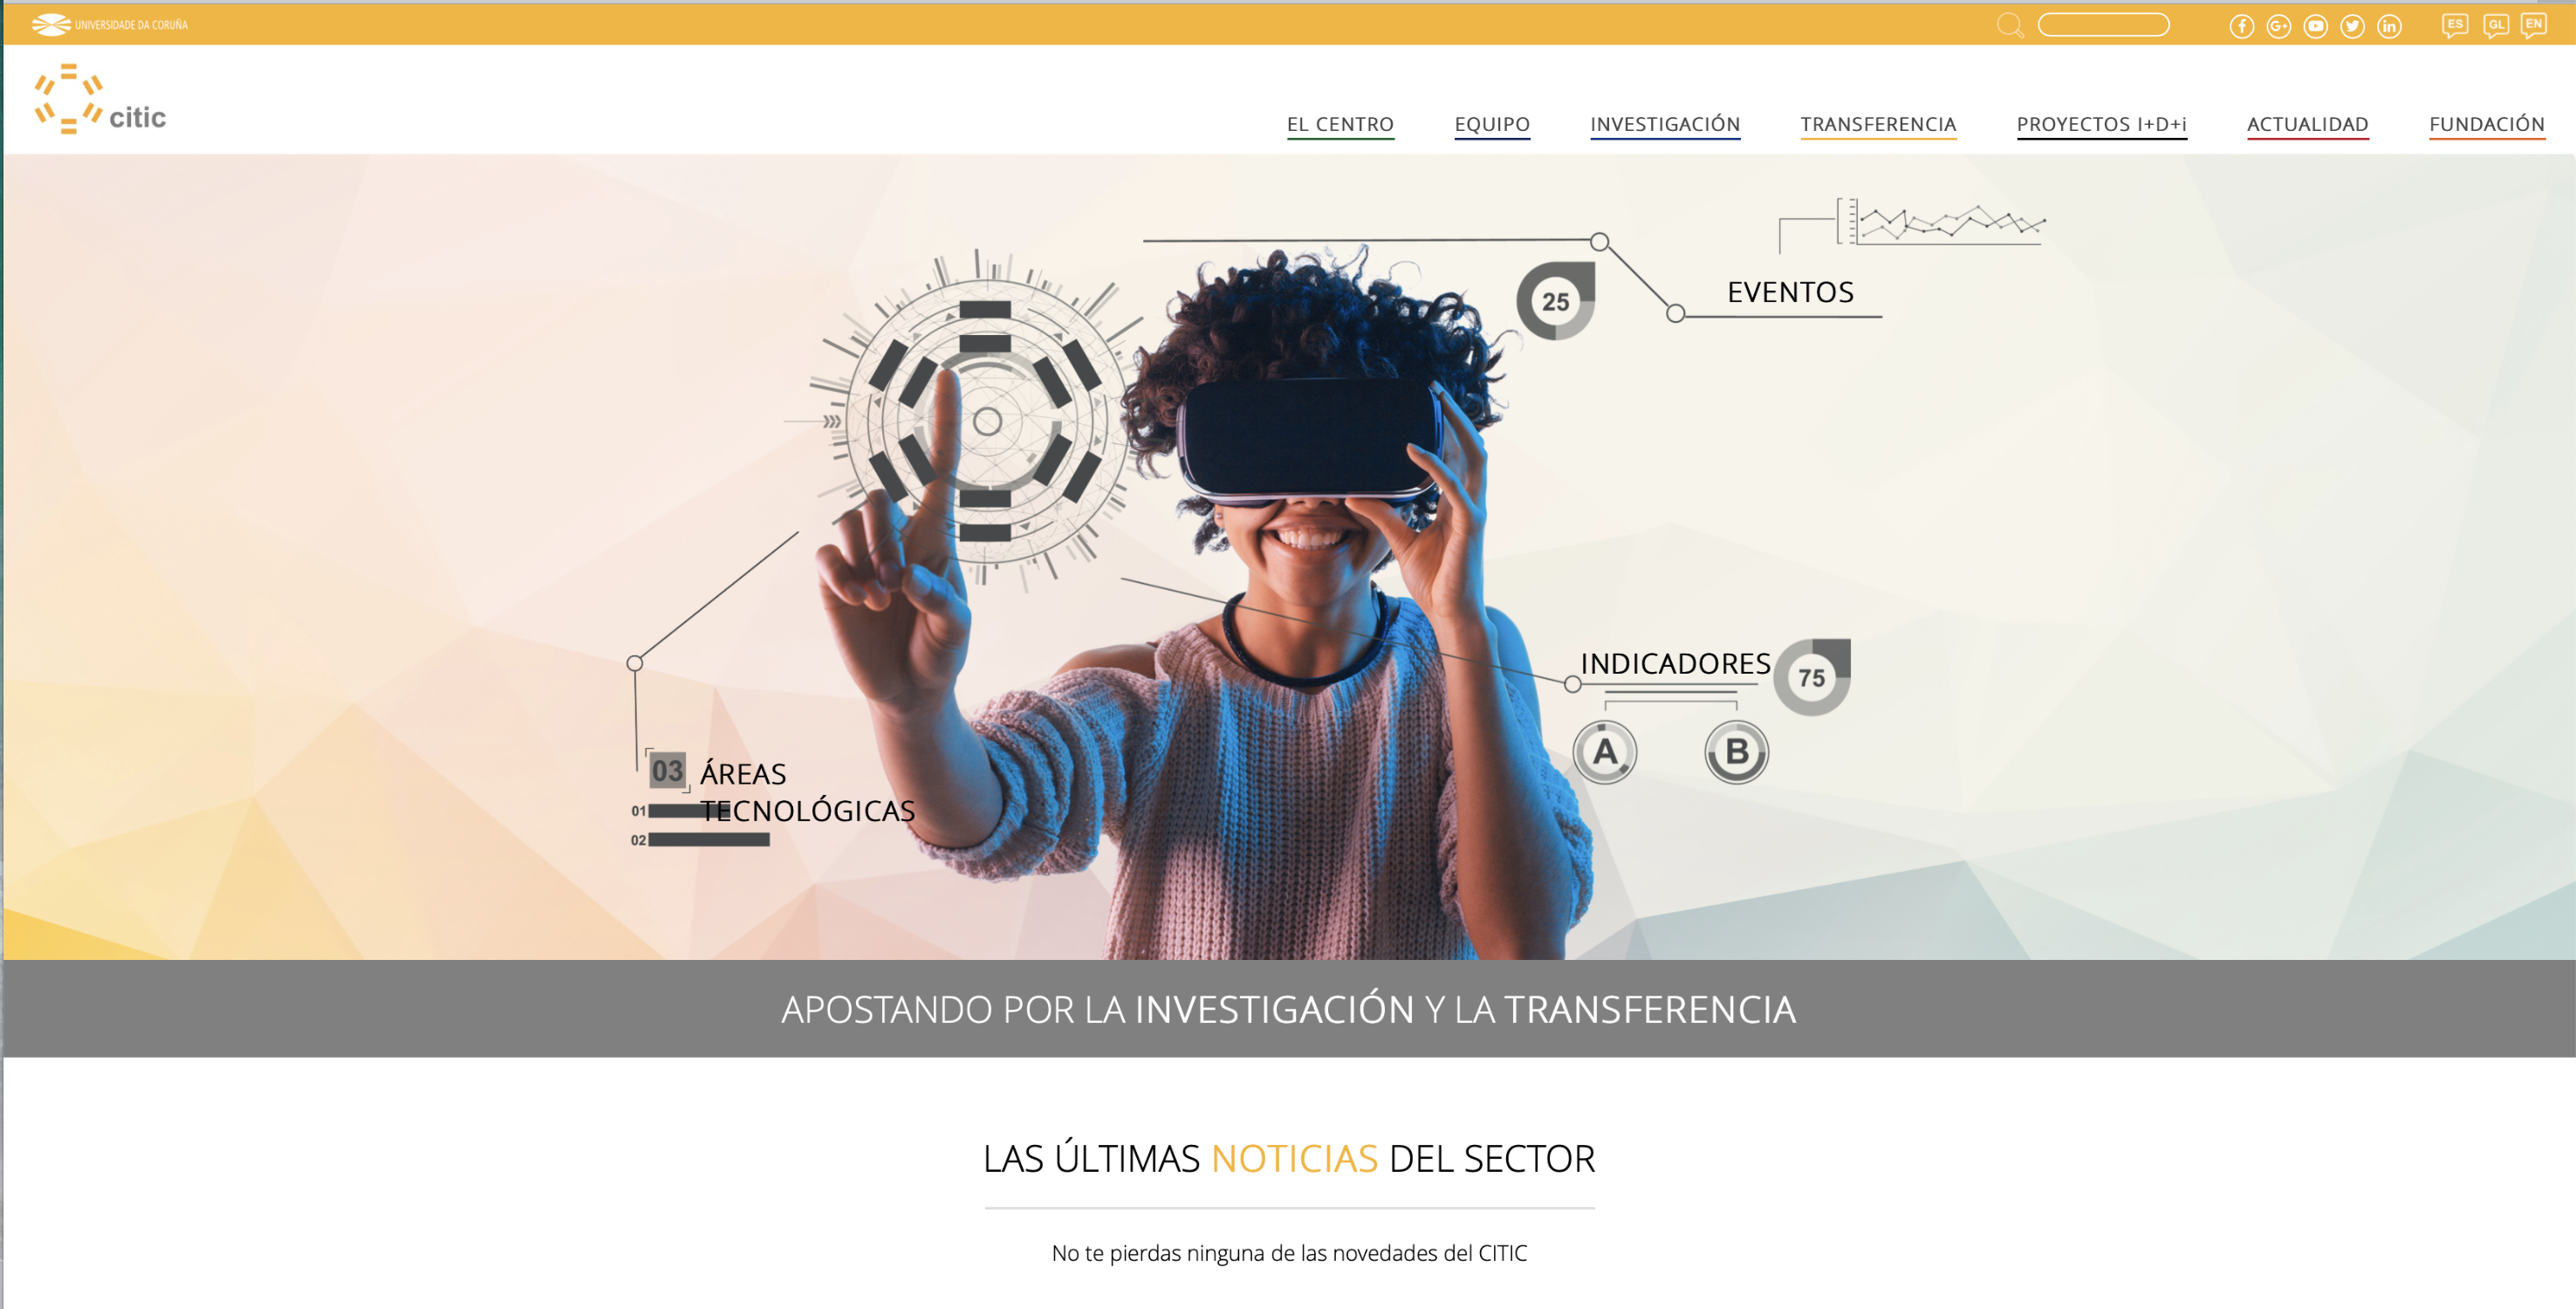 UNIVERSIDADE DA CORUÑA
ES GL EN
citic
EL CENTRO EQUIPO INVESTIGACIÓN TRANSFERENCIA PROYECTOS I+D+i ACTUALIDAD FUNDACIÓN
25
EVENTOS
INDICADORES
75
A B
03 ÁREAS
01 TECNOLÓGICAS
02
APOSTANDO POR LA INVESTIGACIÓN Y LA TRANSFERENCIA
LAS ÚLTIMAS NOTICIAS DEL SECTOR
No te pierdas ninguna de las novedades del CITIC